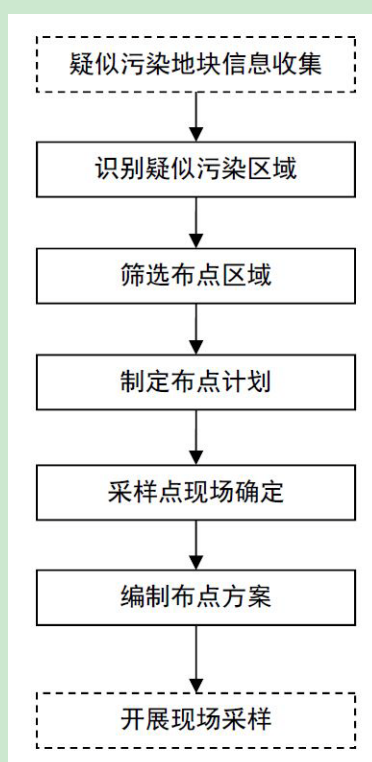 疑似污染地块信息收集
识别疑似污染区域
筛选布点区域
制定布点计划
采样点现场确定
编制布点方案
开展现场采样